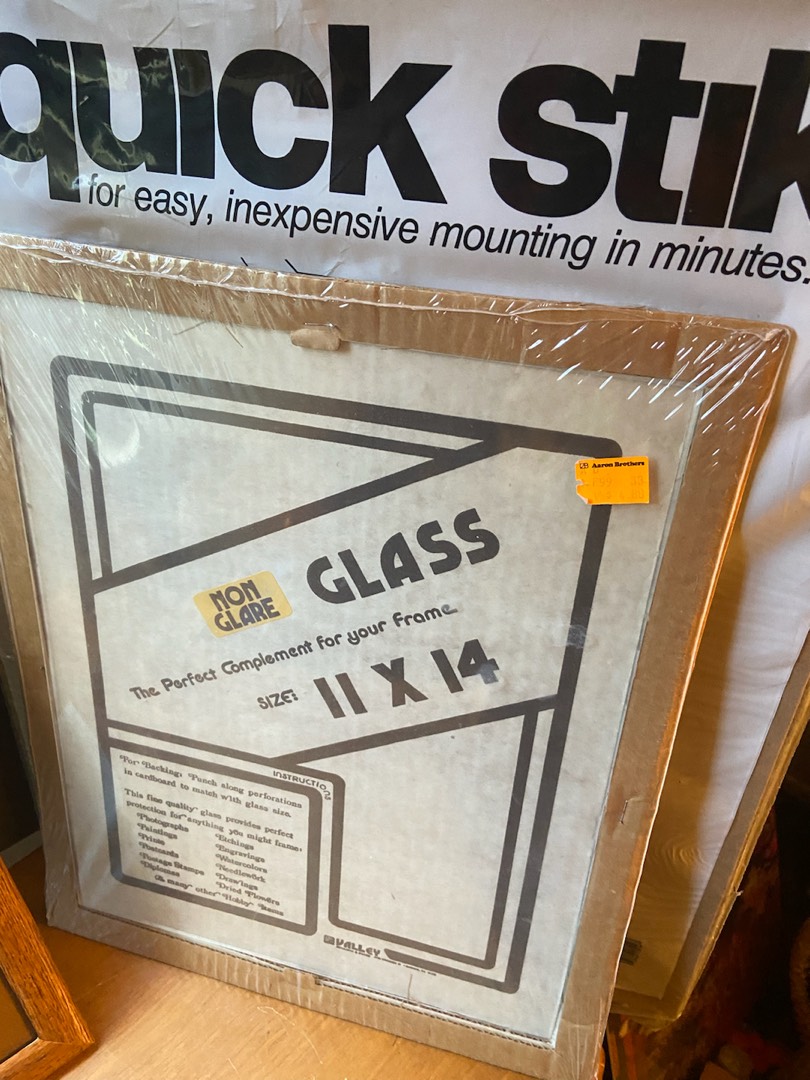 quick stik
for easy, inexpensive mounting in minutes.
Aaron Brothers
NON
GLARE
GLASS
The Perfect Complement for your Frame
SIZE: 11 X 14
INSTRUCTIONS
For Backing: Punch along perforations
in cardboard to match with glass size.
This fine quality glass provides perfect
protection for anything you might frame:
Photographs Etchings
Paintings Engravings
Prints Watercolors
Postcards Needlework
Postage Stamps Drawings
Diplomas Dried Flowers
& many other Hobby Items
VALLEY